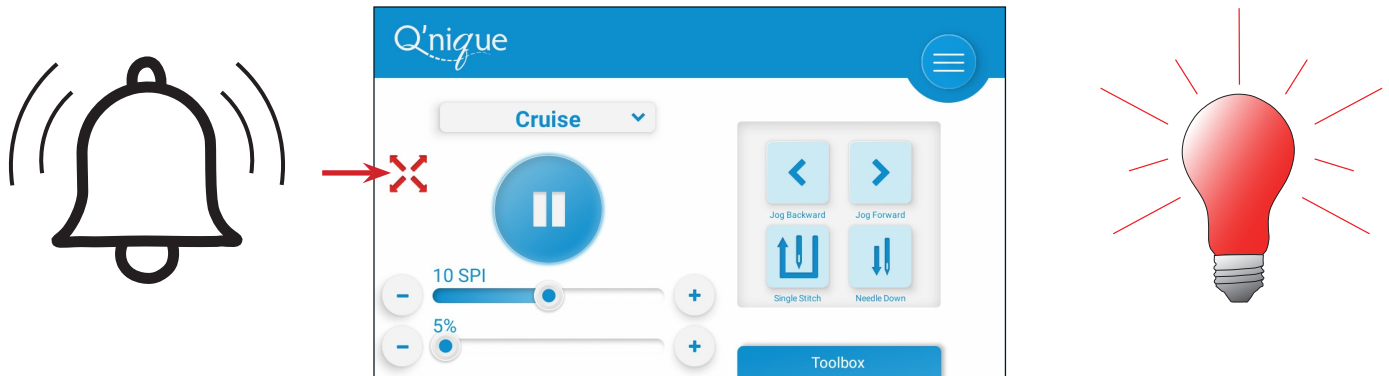 Q'nique
Cruise
Jog Backward
Jog Forward
10 SPI
Single Stitch
Needle Down
5%
Toolbox